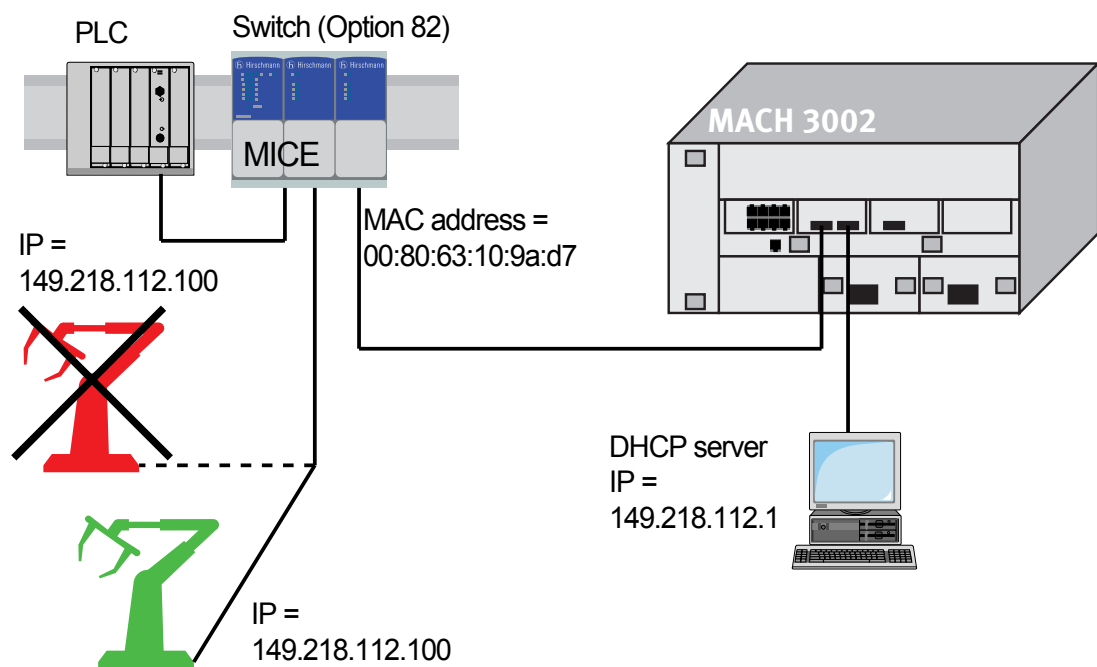 PLC
Switch (Option 82)
Hirschmann
Hirschmann
Hirschmann
MICE
MACH 3002
MAC address =
00:80:63:10:9a:d7
IP =
149.218.112.100
DHCP server
IP =
149.218.112.1
IP =
149.218.112.100